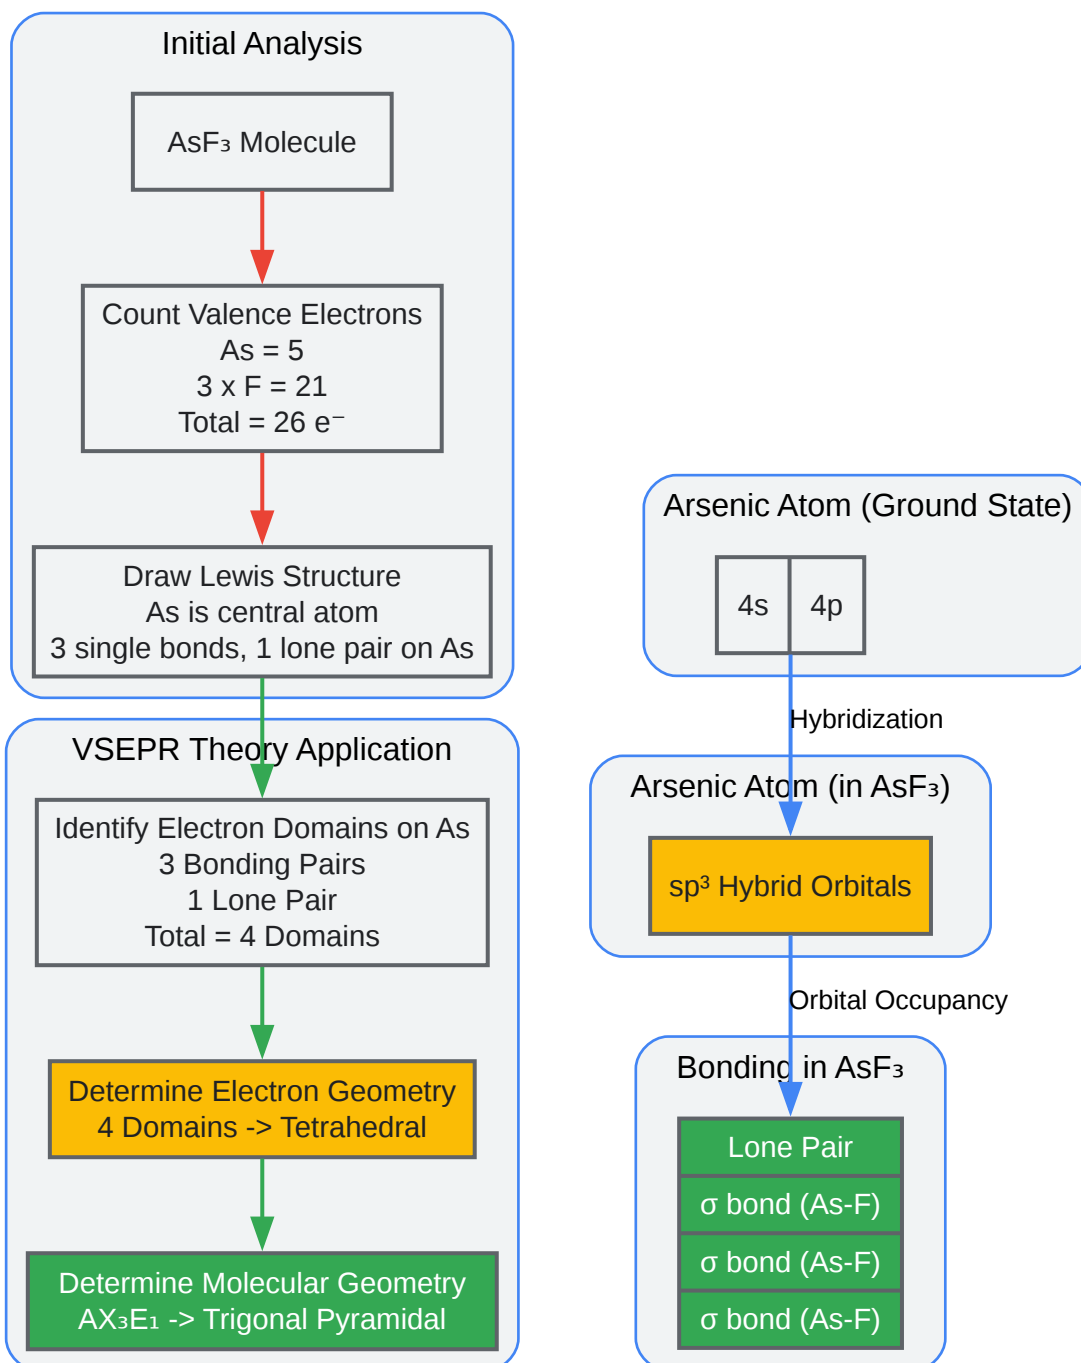 Initial Analysis
AsF₃ Molecule
Count Valence Electrons
As = 5
3 x F = 21
Total = 26 e⁻
Draw Lewis Structure
As is central atom
3 single bonds, 1 lone pair on As
VSEPR Theory Application
Identify Electron Domains on As
3 Bonding Pairs
1 Lone Pair
Total = 4 Domains
Determine Electron Geometry
4 Domains -> Tetrahedral
Determine Molecular Geometry
AX₃E₁ -> Trigonal Pyramidal
Arsenic Atom (Ground State)
4s 4p
Hybridization
Arsenic Atom (in AsF₃)
sp³ Hybrid Orbitals
Orbital Occupancy
Bonding in AsF₃
Lone Pair
σ bond (As-F)
σ bond (As-F)
σ bond (As-F)